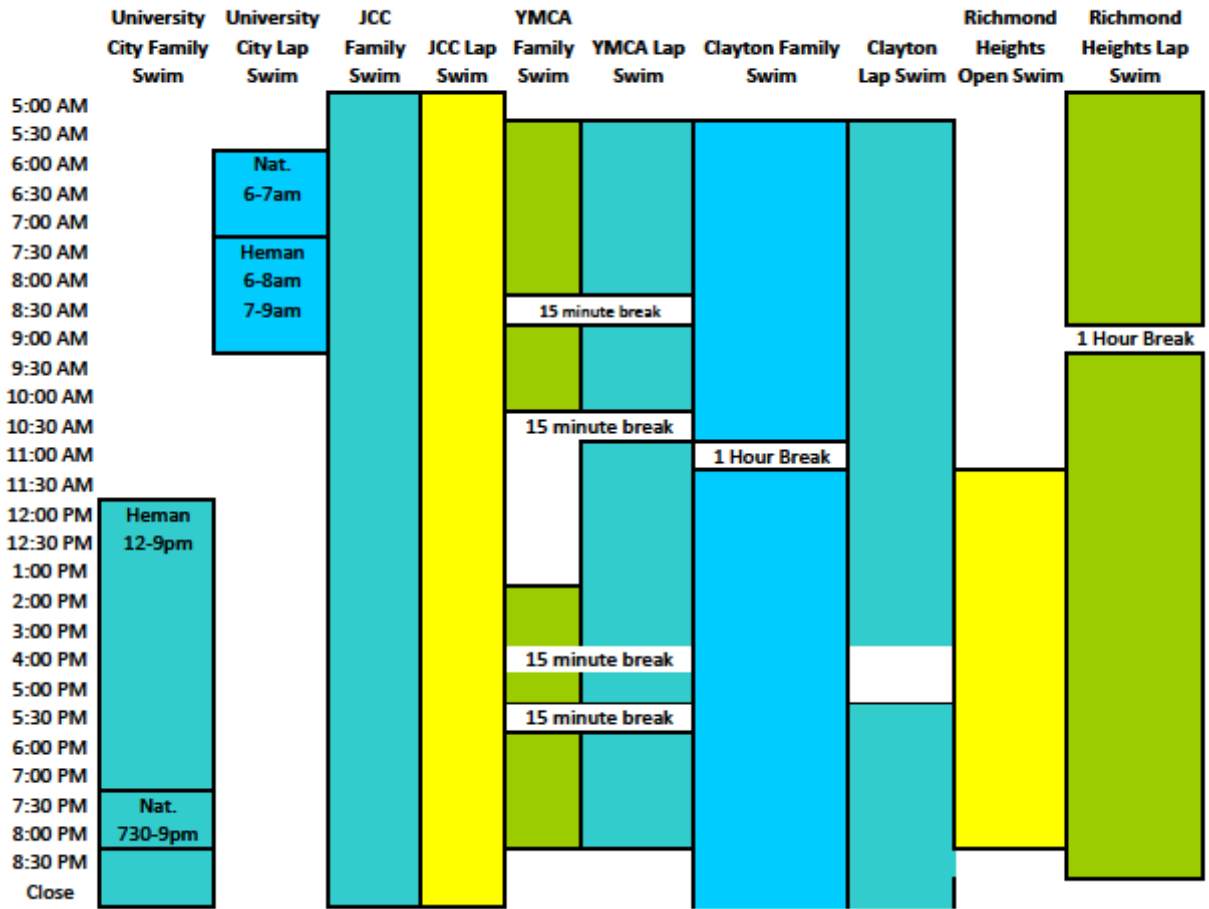 University City Family Swim
University City Lap Swim
JCC Family Swim
JCC Lap Swim
YMCA Family Swim
YMCA Lap Swim
Clayton Family Swim
Clayton Lap Swim
Richmond Heights Open Swim
Richmond Heights Lap Swim
5:00 AM
5:30 AM
6:00 AM Nat.
6:30 AM 6-7am
7:00 AM
7:30 AM Heman
8:00 AM 6-8am
8:30 AM 7-9am 15 minute break
9:00 AM 1 Hour Break
9:30 AM
10:00 AM
10:30 AM 15 minute break
11:00 AM 1 Hour Break
11:30 AM
12:00 PM Heman
12:30 PM 12-9pm
1:00 PM
2:00 PM
3:00 PM
4:00 PM 15 minute break
5:00 PM
5:30 PM 15 minute break
6:00 PM
7:00 PM
7:30 PM Nat.
8:00 PM 730-9pm
8:30 PM
Close